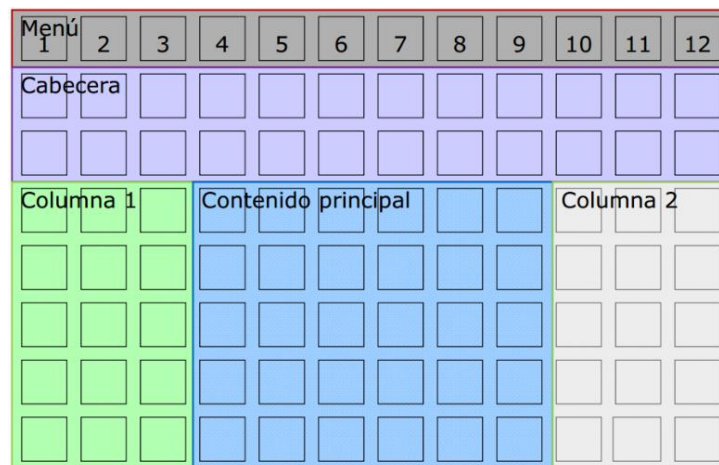 Menú
1 2 3 4 5 6 7 8 9 10 11 12
Cabecera
Columna 1 Contenido principal Columna 2